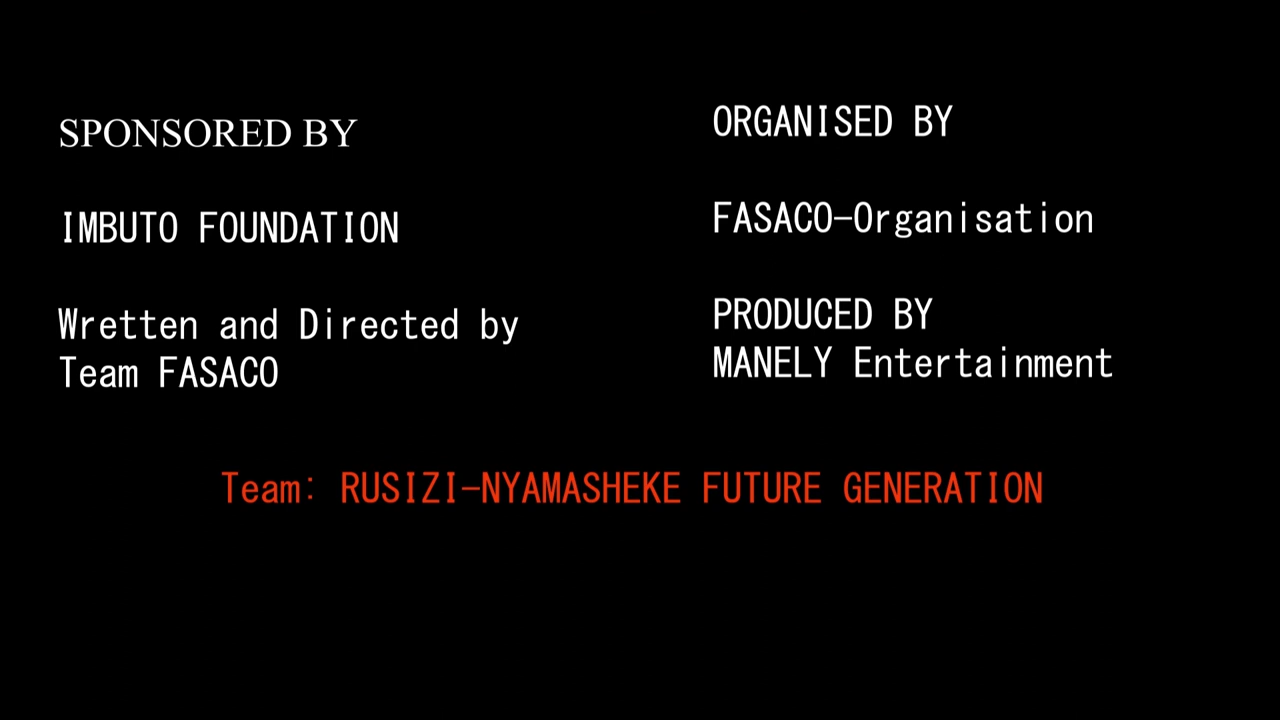 SPONSORED BY
IMBUTO FOUNDATION
Wretten and Directed by
Team FASACO
ORGANISED BY
FASACO-Organisation
PRODUCED BY
MANELY Entertainment
Team: RUSIZI-NYAMASHEKE FUTURE GENERATION